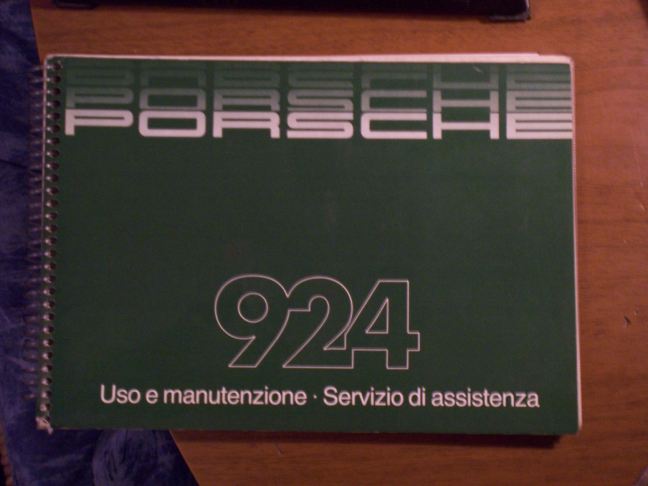 PORSCHE
PORSCHE
PORSCHE
924
Uso e manutenzione · Servizio di assistenza